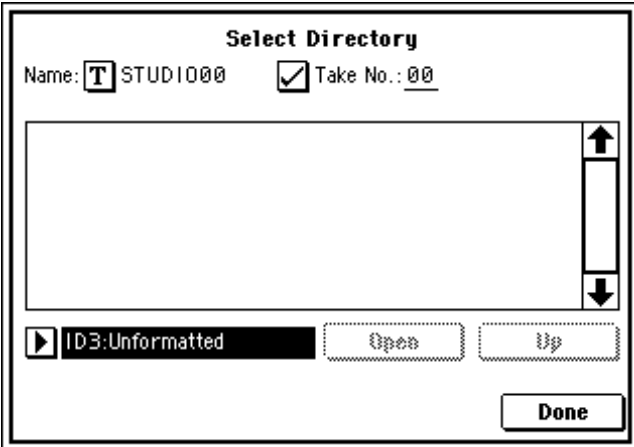 Select Directory
Name: T STUDIO00 Take No.: 00
ID3:Unformatted Open Up
Done